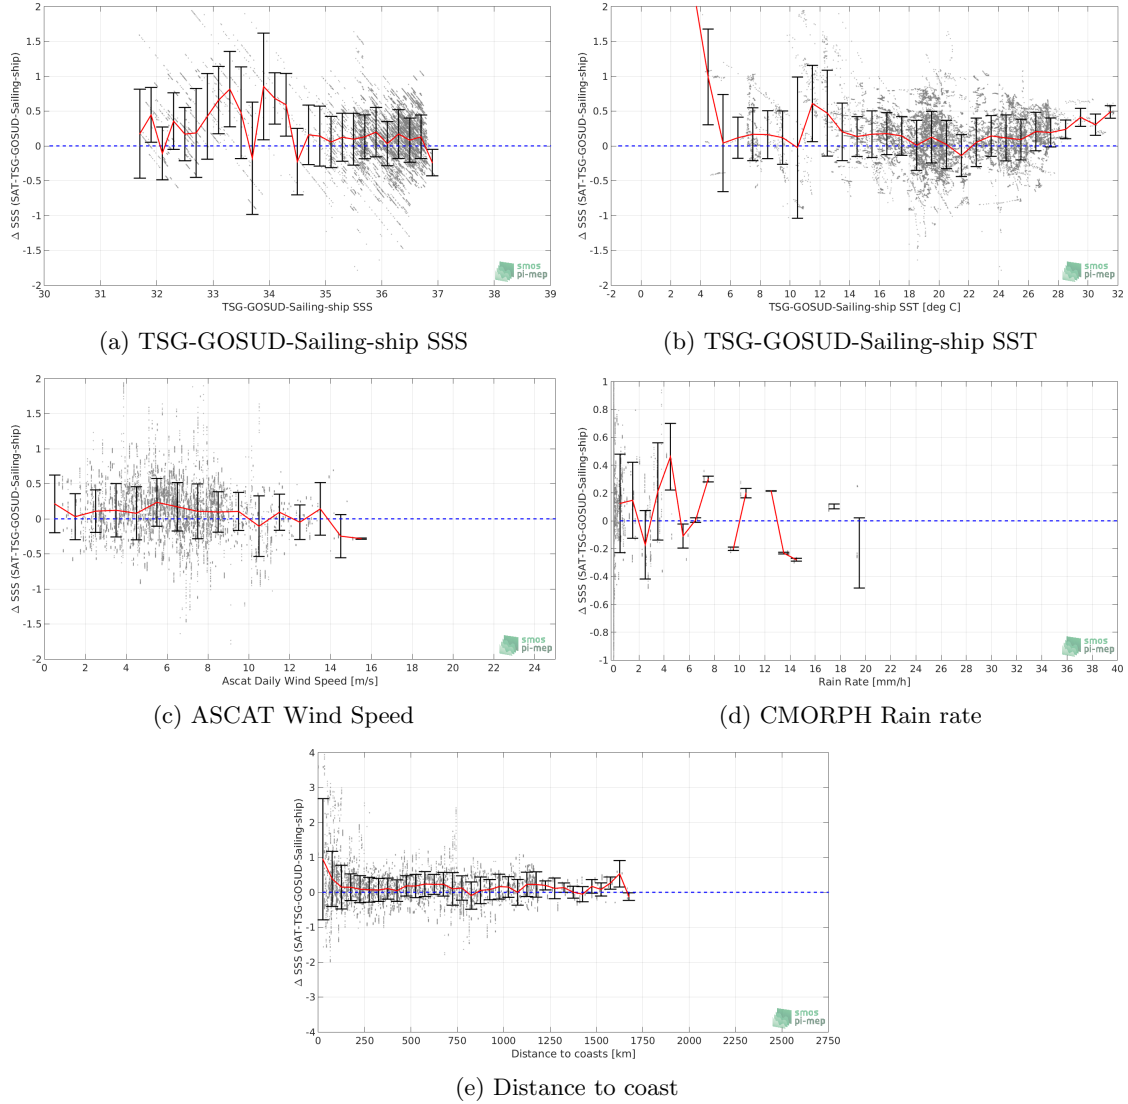 Δ SSS (SAT-TSG-GOSUD-Sailing-ship)
2
1.5
1
0.5
0
-0.5
-1
-1.5
-2
30 31 32 33 34 35 36 37 38 39
TSG-GOSUD-Sailing-ship SSS
smos
pi-mep
(a) TSG-GOSUD-Sailing-ship SSS
Δ SSS (SAT-TSG-GOSUD-Sailing-ship)
2
1.5
1
0.5
0
-0.5
-1
-1.5
-2
-2 0 2 4 6 8 10 12 14 16 18 20 22 24 26 28 30 32
TSG-GOSUD-Sailing-ship SST [deg C]
smos
pi-mep
(b) TSG-GOSUD-Sailing-ship SST
Δ SSS (SAT-TSG-GOSUD-Sailing-ship)
2
1.5
1
0.5
0
-0.5
-1
-1.5
-2
0 2 4 6 8 10 12 14 16 18 20 22 24
Ascat Daily Wind Speed [m/s]
smos
pi-mep
(c) ASCAT Wind Speed
Δ SSS (SAT-TSG-GOSUD-Sailing-ship)
1
0.8
0.6
0.4
0.2
0
-0.2
-0.4
-0.6
-0.8
-1
0 2 4 6 8 10 12 14 16 18 20 22 24 26 28 30 32 34 36 38 40
Rain Rate [mm/h]
smos
pi-mep
(d) CMORPH Rain rate
Δ SSS (SAT-TSG-GOSUD-Sailing-ship)
4
3
2
1
0
-1
-2
-3
-4
0 250 500 750 1000 1250 1500 1750 2000 2250 2500 2750
Distance to coasts [km]
smos
pi-mep
(e) Distance to coast